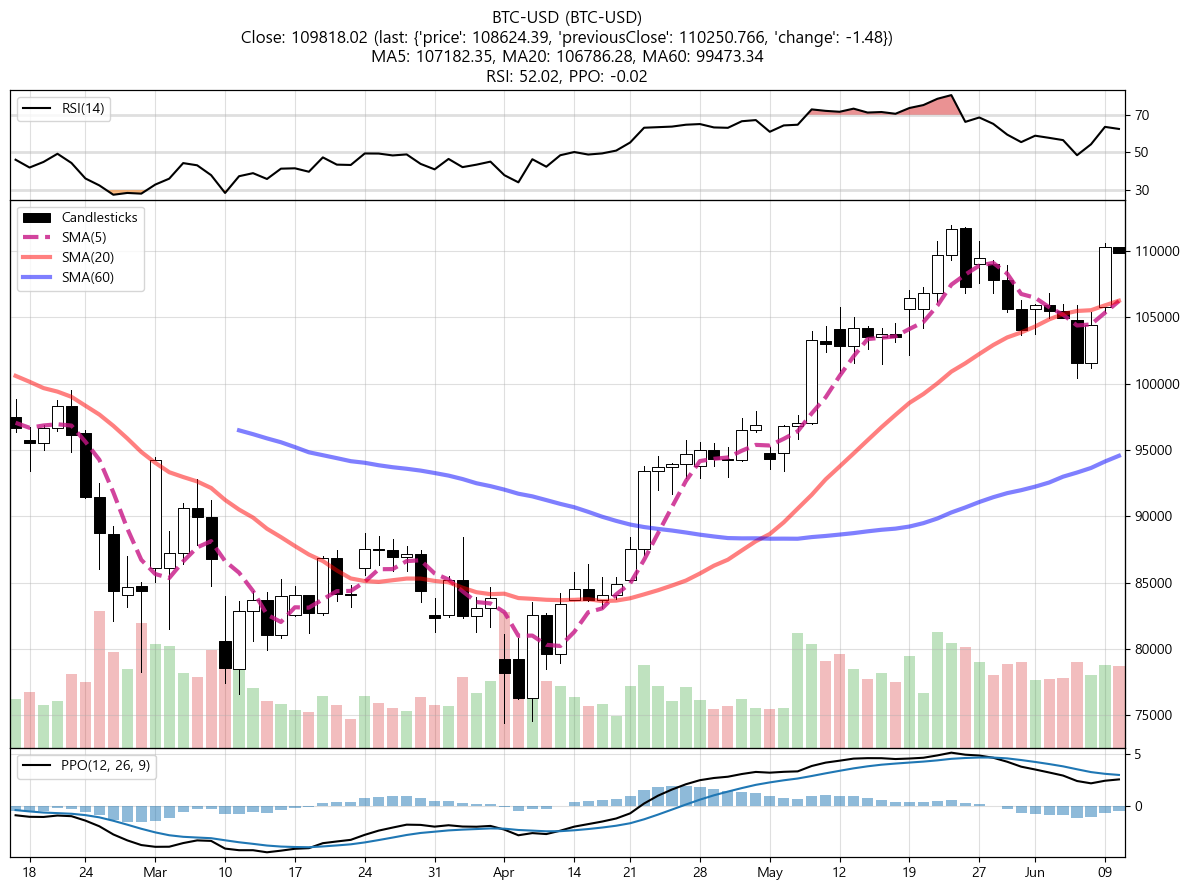 BTC-USD (BTC-USD)
Close: 109818.02 (last: {'price': 108624.39, 'previousClose': 110250.766, 'change': -1.48})
MA5: 107182.35, MA20: 106786.28, MA60: 99473.34
RSI: 52.02, PPO: -0.02
RSI(14)
70
50
30
Candlesticks
SMA(5)
SMA(20)
SMA(60)
110000
105000
100000
95000
90000
85000
80000
75000
PPO(12, 26, 9)
5
0
18 24 Mar 10 17 24 31 Apr 14 21 28 May 12 19 27 Jun 09